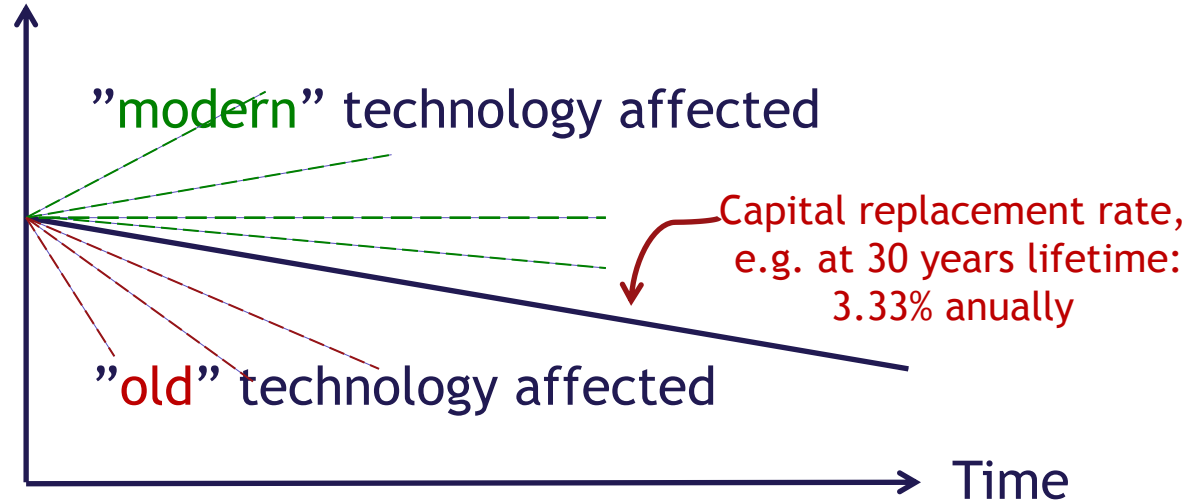 ”modern” technology affected
Capital replacement rate,
e.g. at 30 years lifetime:
3.33% anually
”old” technology affected
Time